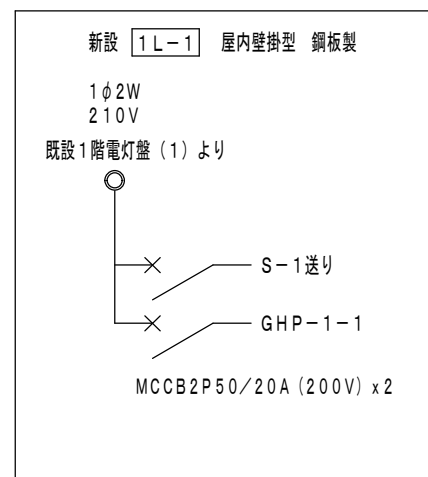 新設 1L-1 屋内壁掛型 鋼板製
1φ2W
210V
既設1階電灯盤(1)より
S-1送り
GHP-1-1
MCCB2P50/20A(200V)x2